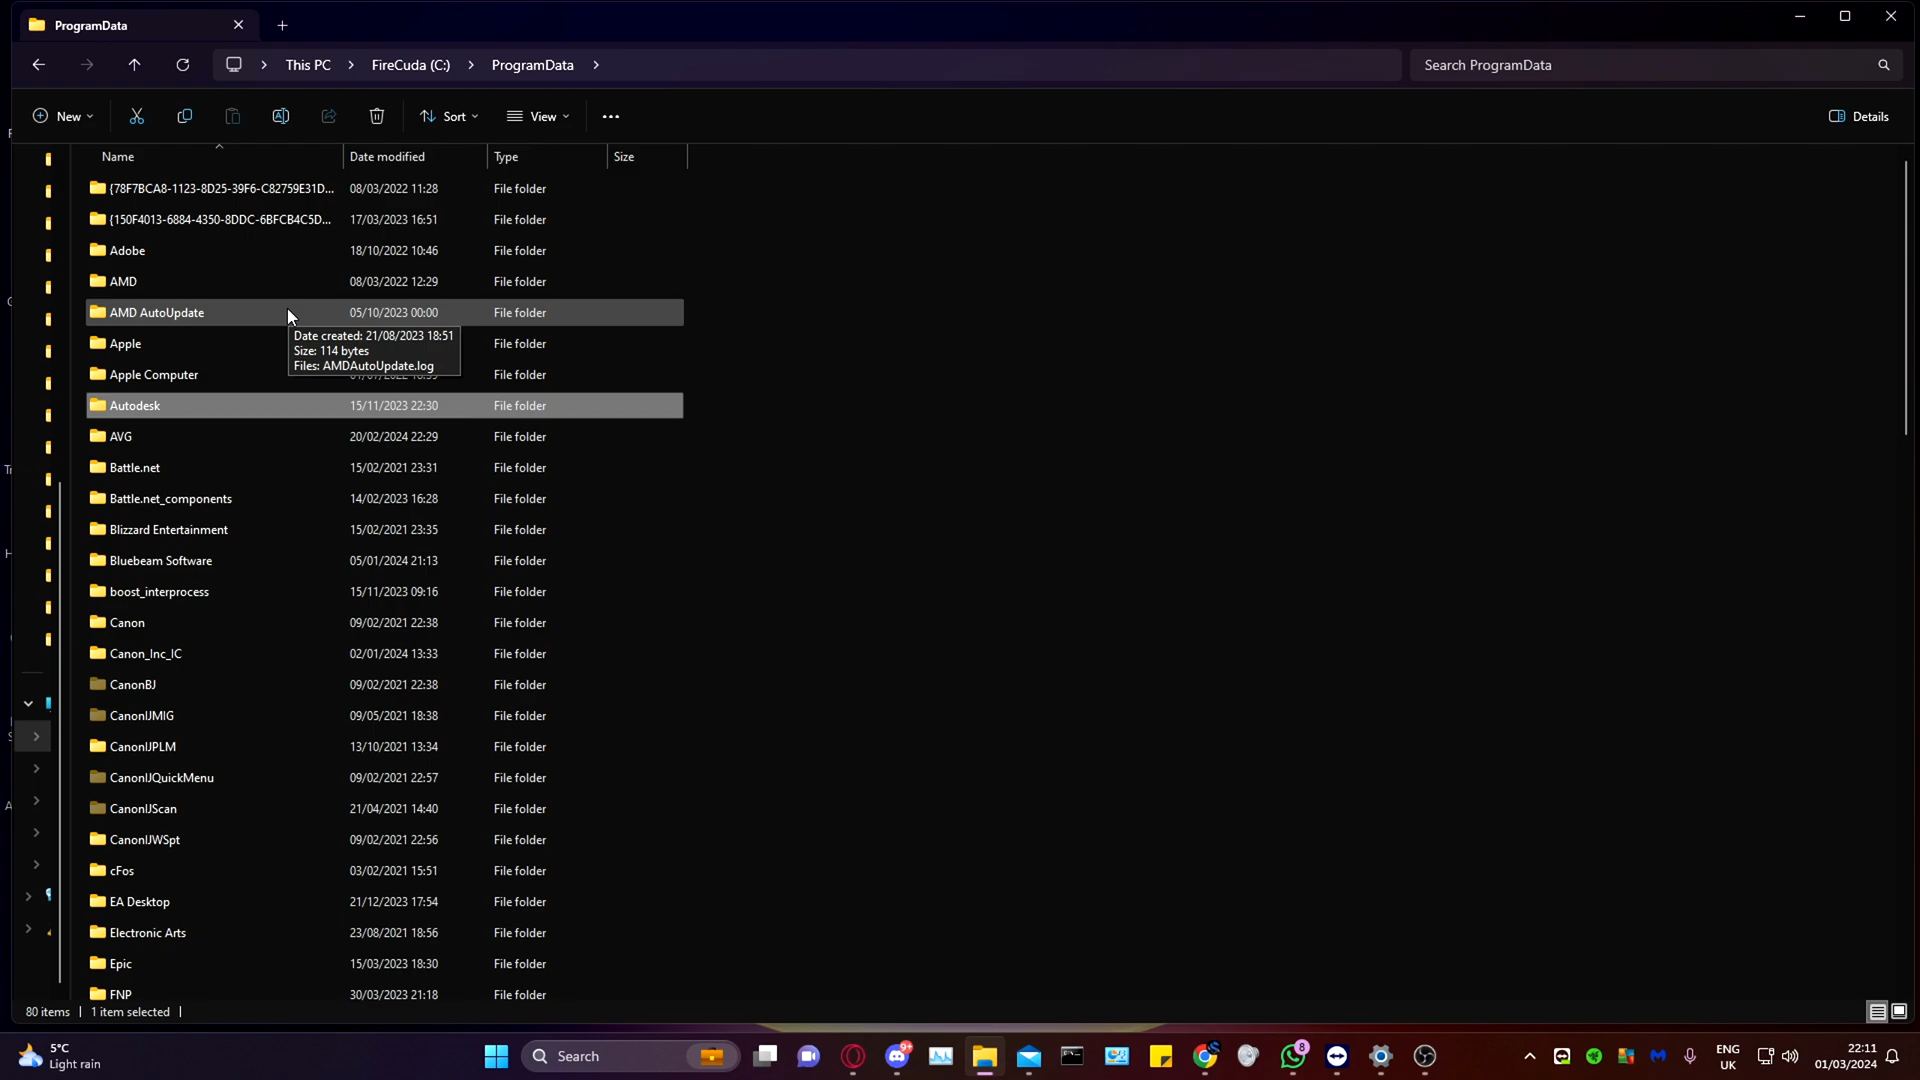 ProgramData
This PC
FireCuda (C:)
ProgramData
Search ProgramData
New
Sort
View
Details
Name Date modified Type Size
{78F7BCA8-1123-8D25-39F6-C82759E31D... 08/03/2022 11:28 File folder
{150F4013-6884-4350-8DDC-6BFCB4C5D... 17/03/2023 16:51 File folder
Adobe 18/10/2022 10:46 File folder
AMD 08/03/2022 12:29 File folder
AMD AutoUpdate 05/10/2023 00:00 File folder
Date created: 21/08/2023 18:51
Size: 114 bytes
Files: AMDAutoUpdate.log
Apple File folder
Apple Computer File folder
Autodesk 15/11/2023 22:30 File folder
AVG 20/02/2024 22:29 File folder
Battle.net 15/02/2021 23:31 File folder
Battle.net_components 14/02/2023 16:28 File folder
Blizzard Entertainment 15/02/2021 23:35 File folder
Bluebeam Software 05/01/2024 21:13 File folder
boost_interprocess 15/11/2023 09:16 File folder
Canon 09/02/2021 22:38 File folder
Canon_Inc_IC 02/01/2024 13:33 File folder
CanonBJ 09/02/2021 22:38 File folder
CanonIJMIG 09/05/2021 18:38 File folder
CanonIJPLM 13/10/2021 13:34 File folder
CanonIJQuickMenu 09/02/2021 22:57 File folder
CanonIJScan 21/04/2021 14:40 File folder
CanonIJWSpt 09/02/2021 22:56 File folder
cFos 03/02/2021 15:51 File folder
EA Desktop 21/12/2023 17:54 File folder
Electronic Arts 23/08/2021 18:56 File folder
Epic 15/03/2023 18:30 File folder
FNP 30/03/2023 21:18 File folder
80 items 1 item selected
5°C
Light rain
Search
9+
8
ENG
UK
22:11
01/03/2024